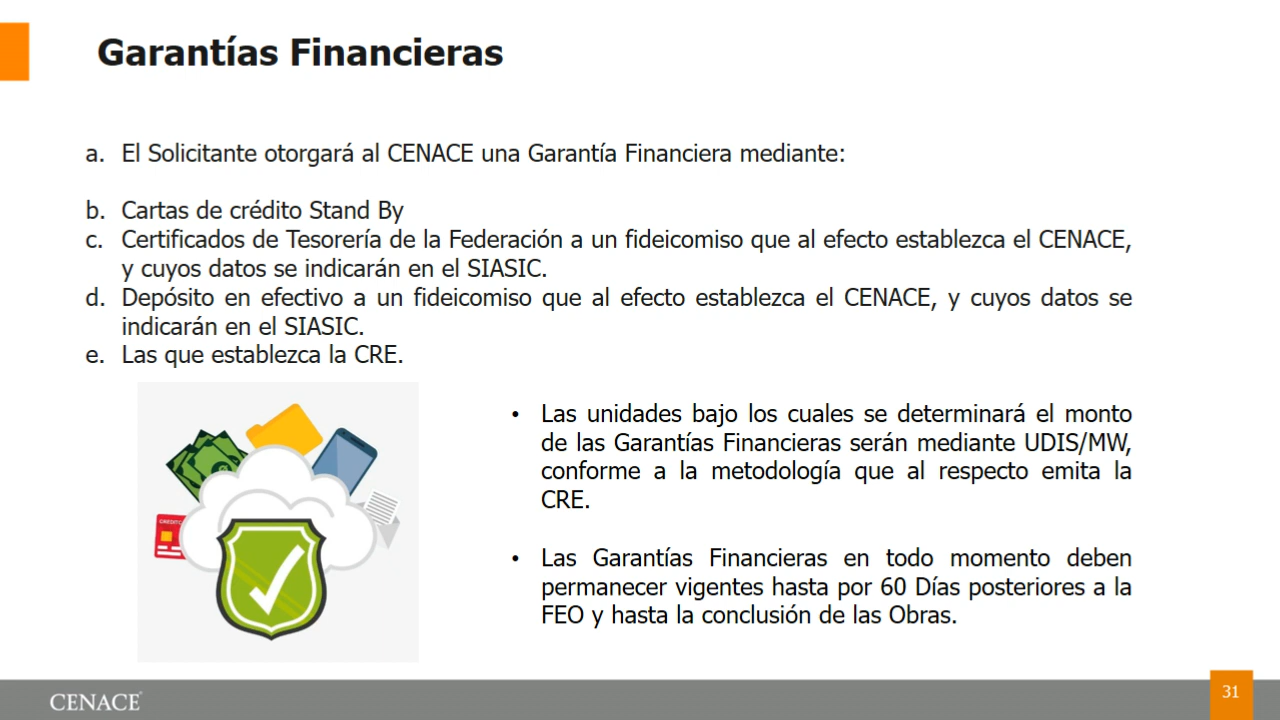 Garantías Financieras
a. El Solicitante otorgará al CENACE una Garantía Financiera mediante:
b. Cartas de crédito Stand By
c. Certificados de Tesorería de la Federación a un fideicomiso que al efecto establezca el CENACE,
y cuyos datos se indicarán en el SIASIC.
d. Depósito en efectivo a un fideicomiso que al efecto establezca el CENACE, y cuyos datos se
indicarán en el SIASIC.
e. Las que establezca la CRE.
CREDITC
• Las unidades bajo los cuales se determinará el monto
de las Garantías Financieras serán mediante UDIS/MW,
conforme a la metodología que al respecto emita la
CRE.
• Las Garantías Financieras en todo momento deben
permanecer vigentes hasta por 60 Días posteriores a la
FEO y hasta la conclusión de las Obras.
CENACE
31